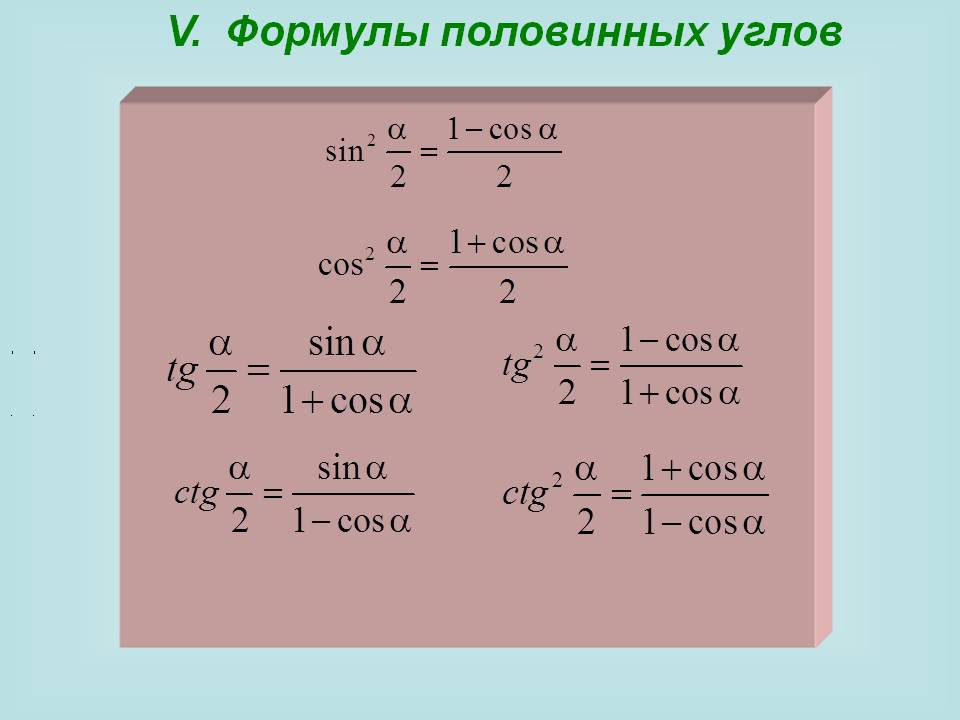 V. Формулы половинных углов
sin² α/2 = (1 − cos α)/2
cos² α/2 = (1 + cos α)/2
tg α/2 = sin α/(1 + cos α)
tg² α/2 = (1 − cos α)/(1 + cos α)
ctg α/2 = sin α/(1 − cos α)
ctg² α/2 = (1 + cos α)/(1 − cos α)